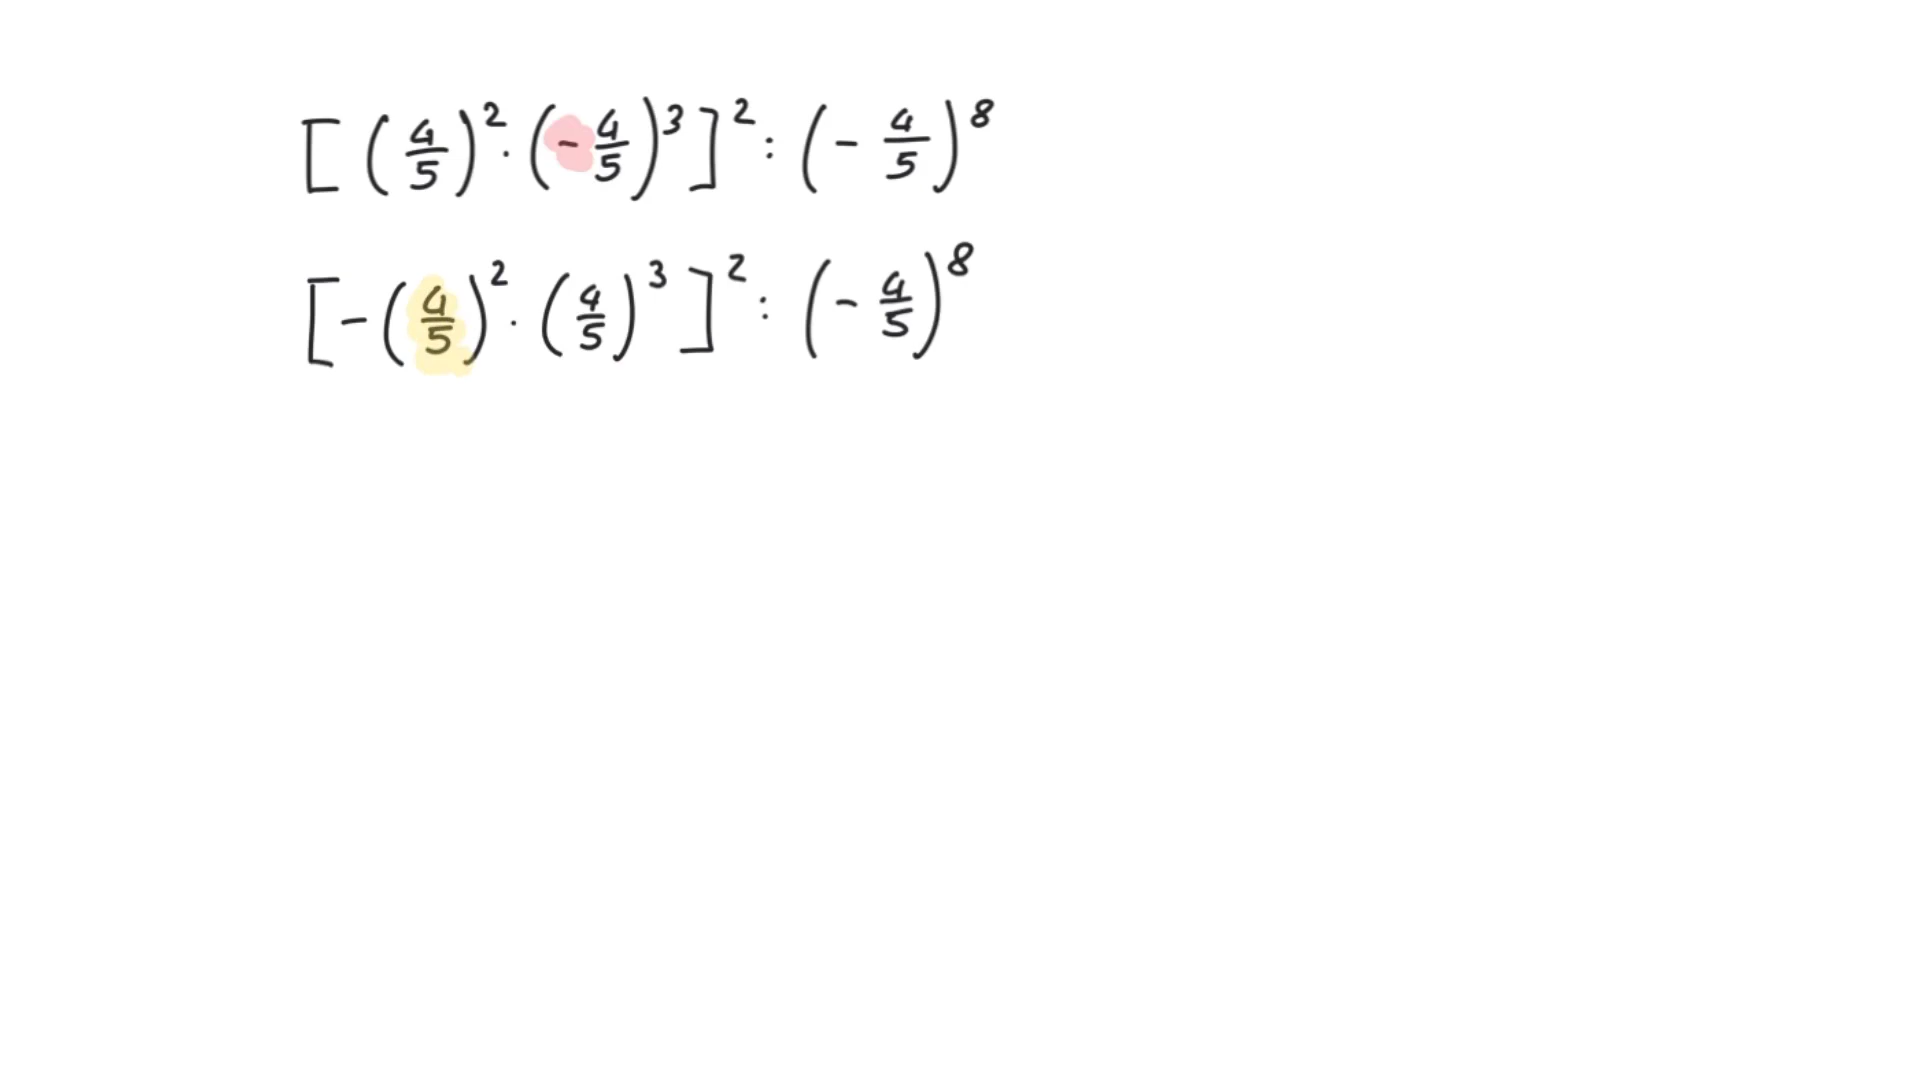 [(4/5)² · (-4/5)³]² : (-4/5)⁸
[-(4/5)² · (4/5)³]² : (-4/5)⁸